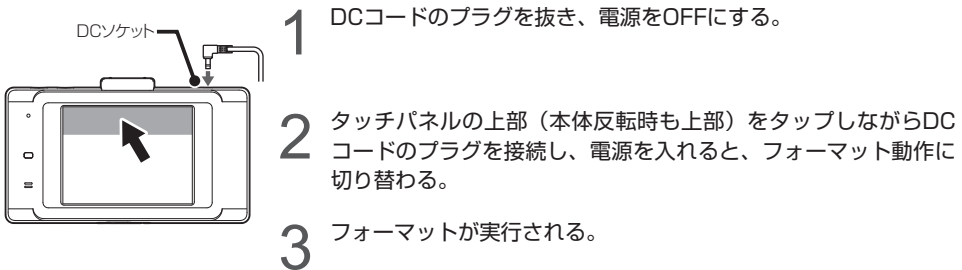 DCソケット
1 DCコードのプラグを抜き、電源をOFFにする。
2 タッチパネルの上部（本体反転時も上部）をタップしながらDC
コードのプラグを接続し、電源を入れると、フォーマット動作に
切り替わる。
3 フォーマットが実行される。